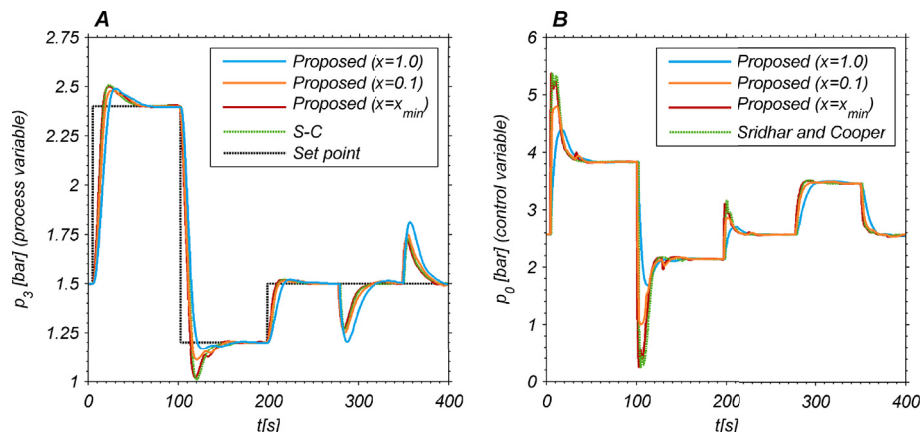 A
2.75
2.5
2.25
2
1.75
1.5
1.25
1
p3 [bar] (process variable)
Proposed (x=1.0)
Proposed (x=0.1)
Proposed (x=xmin)
S-C
Set point
0
100
200
300
400
t[s]
B
6
5
4
3
2
1
0
p0 [bar] (control variable)
Proposed (x=1.0)
Proposed (x=0.1)
Proposed (x=xmin)
Sridhar and Cooper
0
100
200
300
400
t[s]